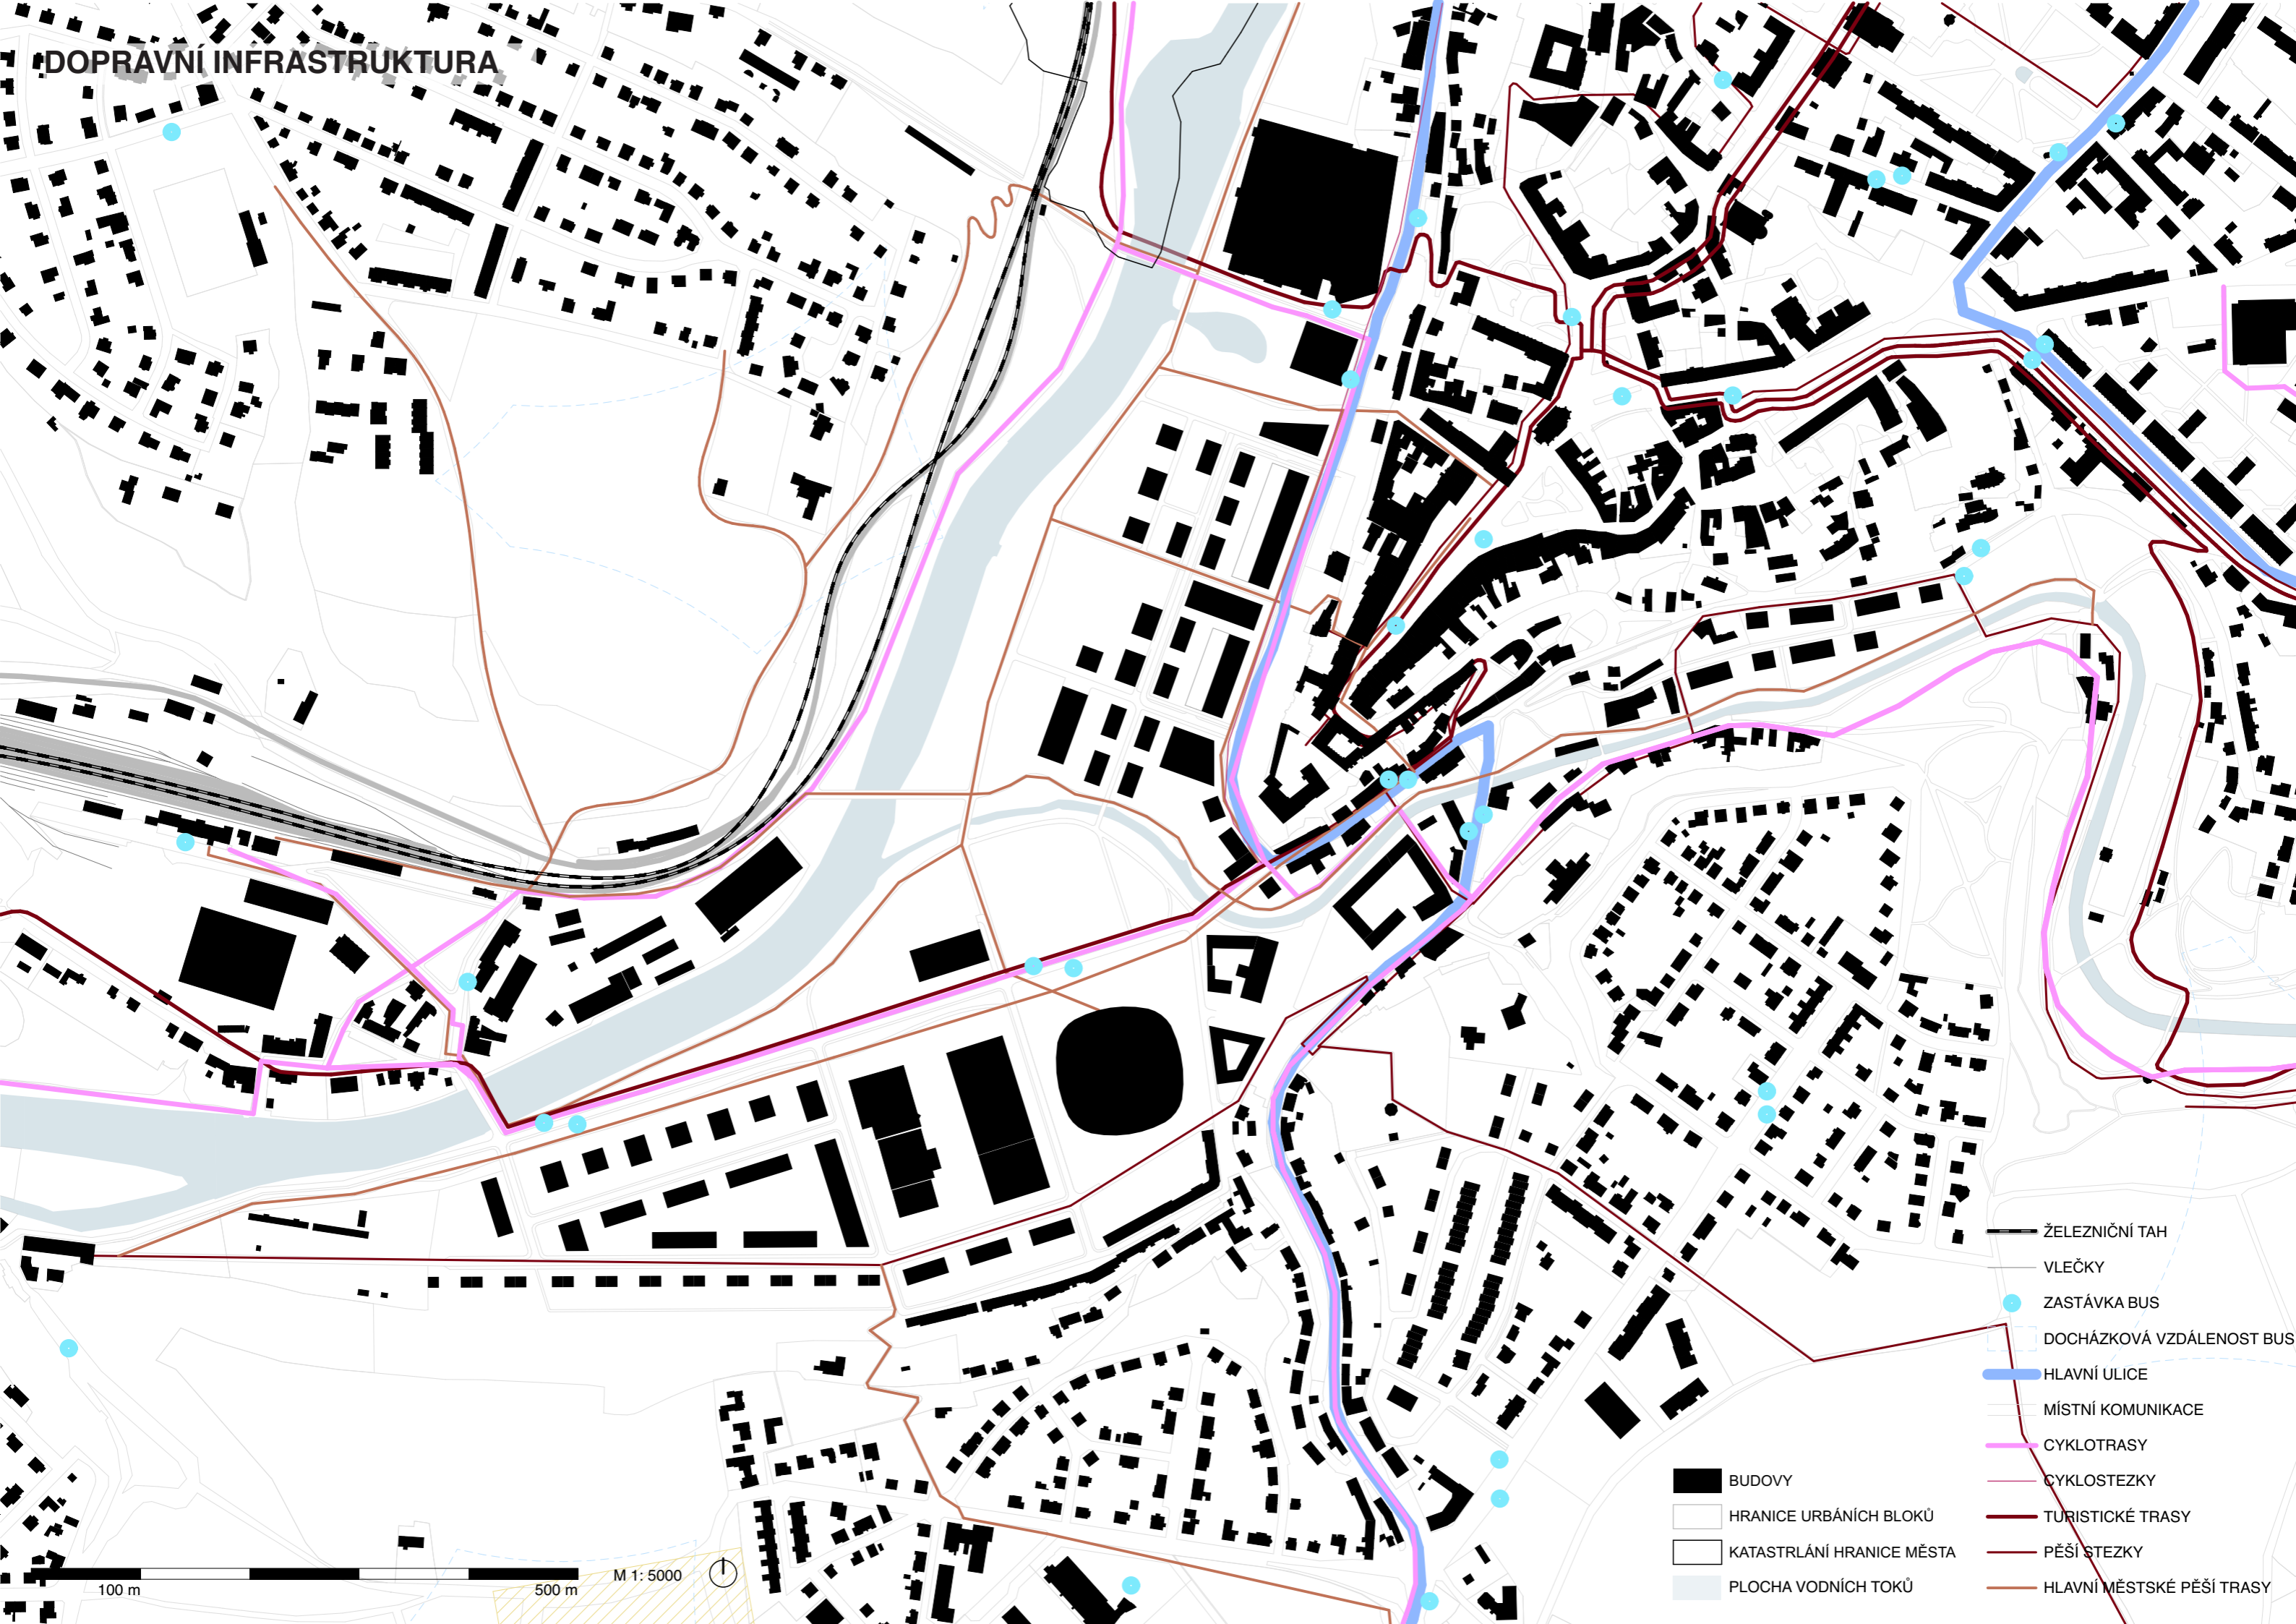 DOPRAVNÍ INFRASTRUKTURA
ŽELEZNIČNÍ TAH
VLEČKY
ZASTÁVKA BUS
DOCHÁZKOVÁ VZDÁLENOST BUS
HLAVNÍ ULICE
MÍSTNÍ KOMUNIKACE
CYKLOTRASY
CYKLOSTEZKY
TURISTICKÉ TRASY
PĚŠÍ STEZKY
HLAVNÍ MĚSTSKÉ PĚŠÍ TRASY
BUDOVY
HRANICE URBÁNÍCH BLOKŮ
KATASTRLÁNÍ HRANICE MĚSTA
PLOCHA VODNÍCH TOKŮ
100 m
500 m
M 1: 5000